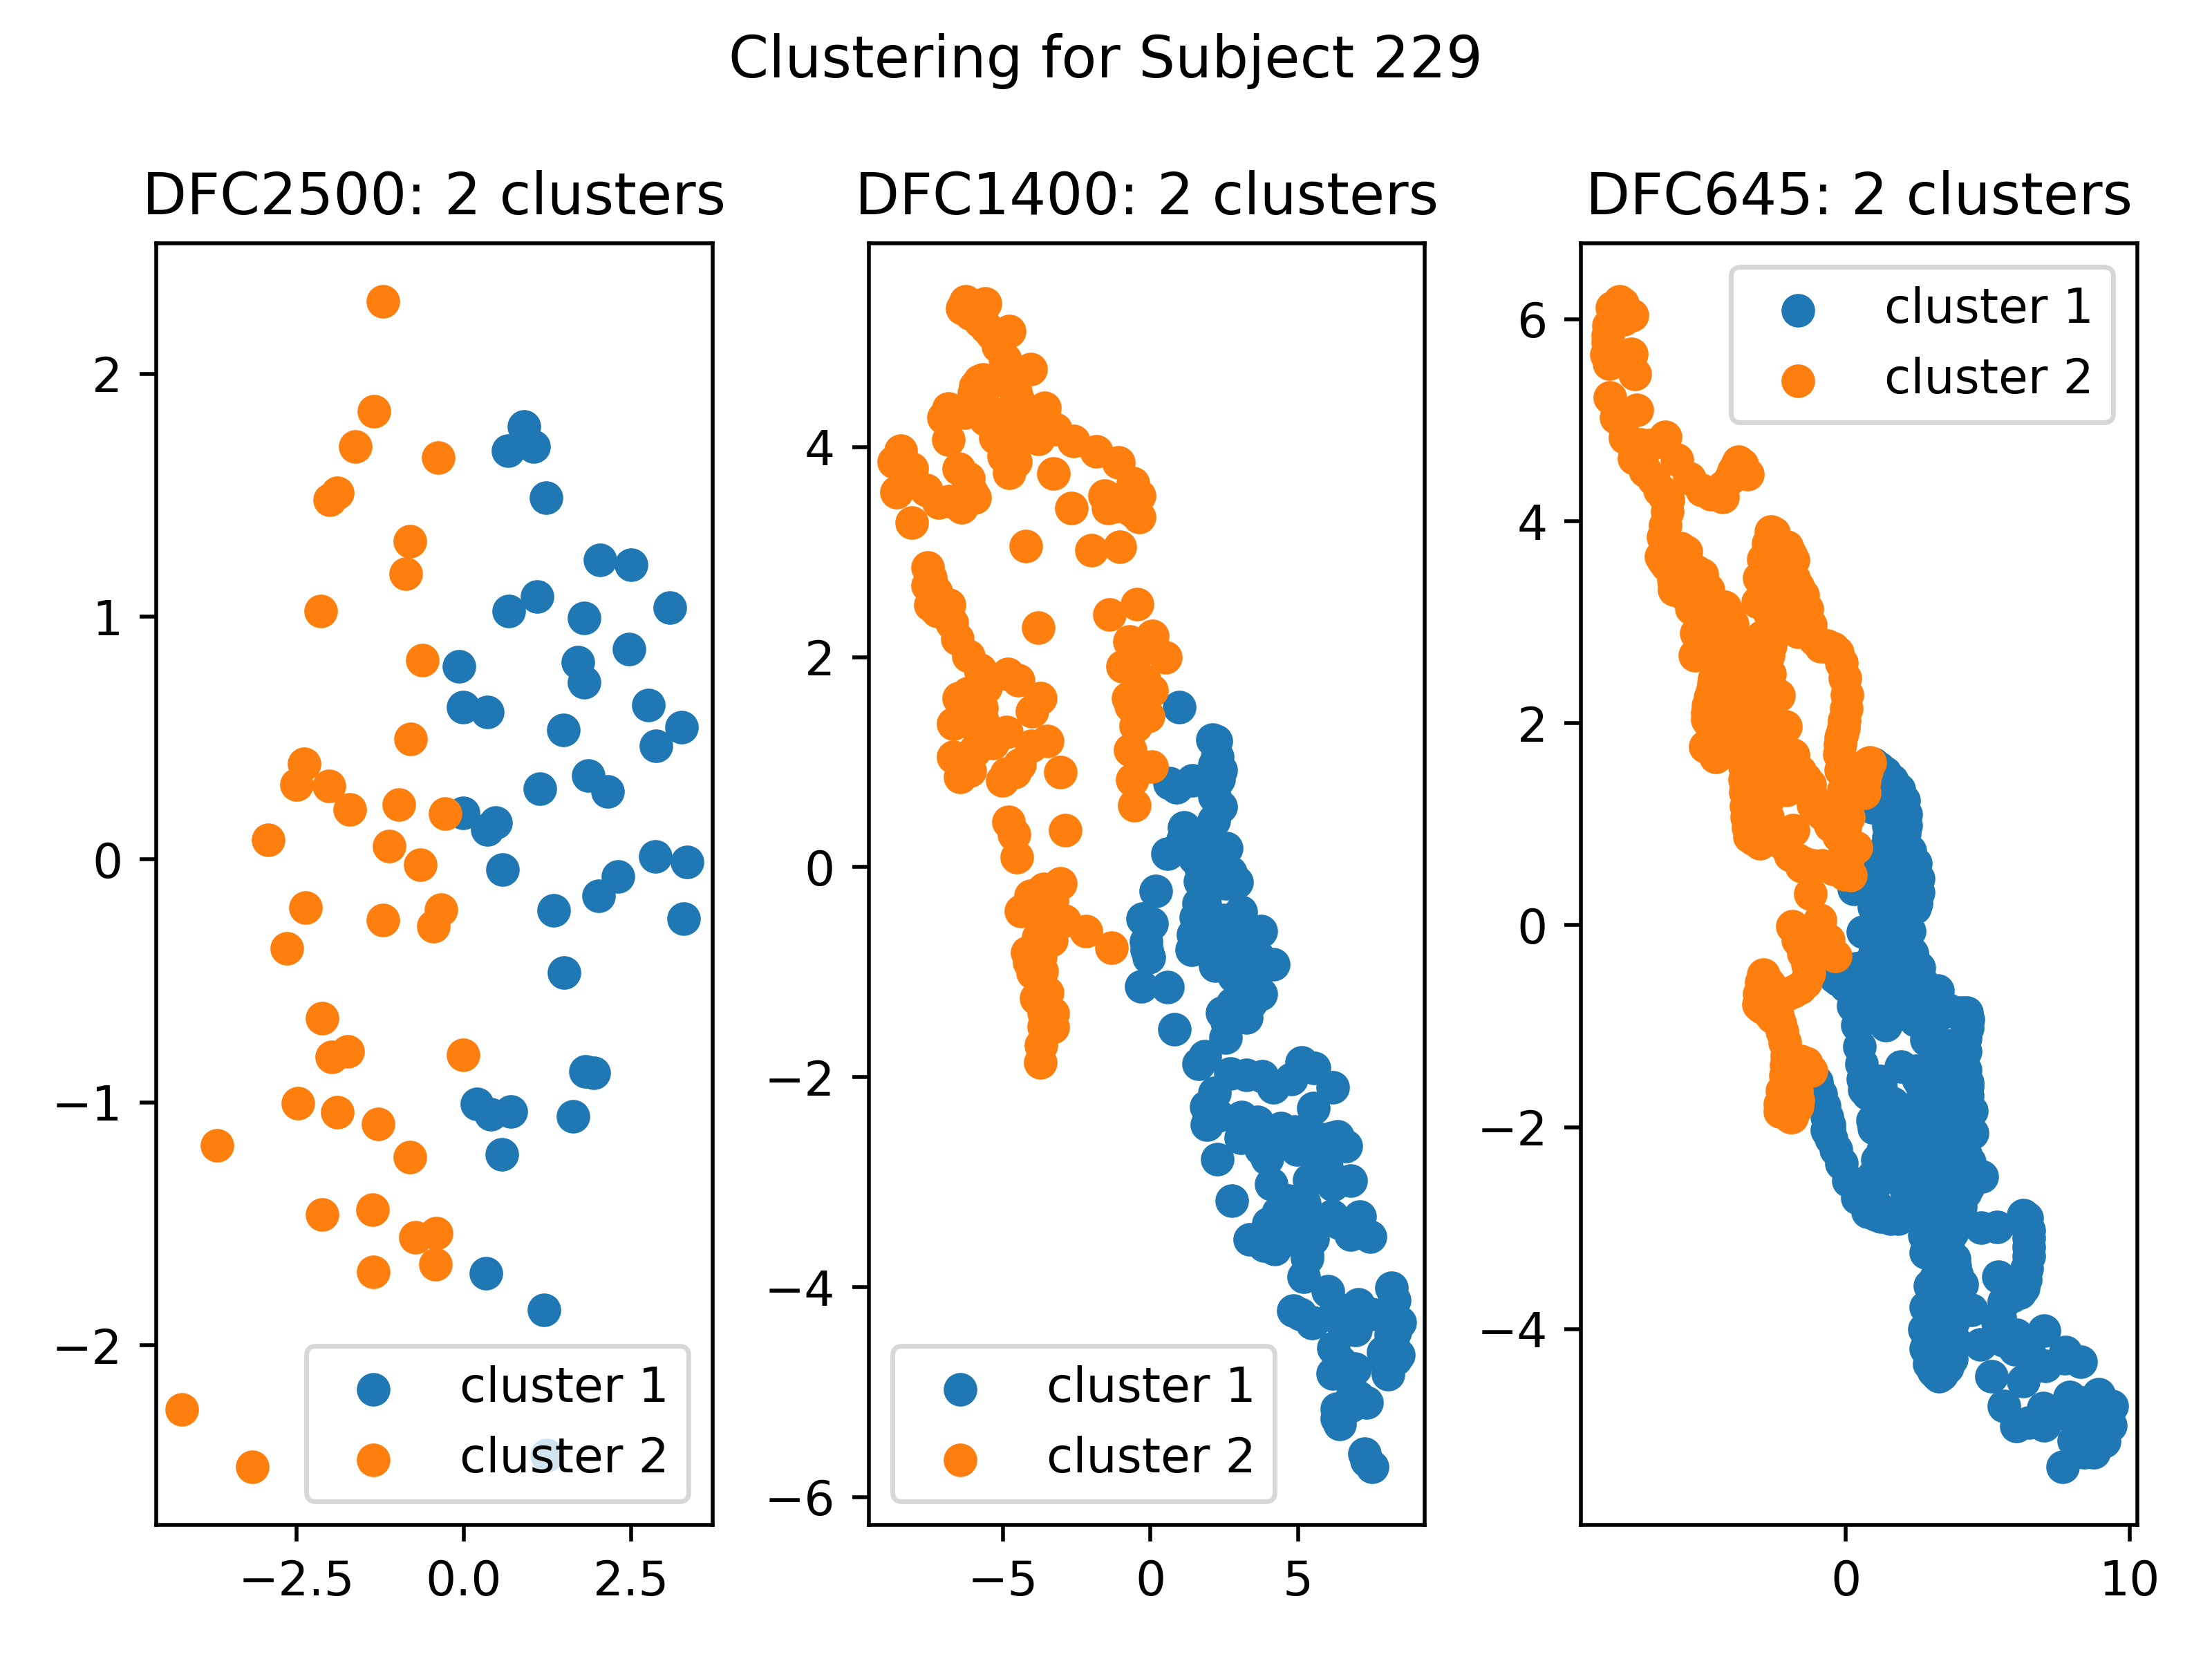 Clustering for Subject 229
DFC2500: 2 clusters
2
1
0
−1
−2
−2.5 0.0 2.5
cluster 1
cluster 2
DFC1400: 2 clusters
4
2
0
−2
−4
−6
−5 0 5
cluster 1
cluster 2
DFC645: 2 clusters
6
4
2
0
−2
−4
0 10
cluster 1
cluster 2